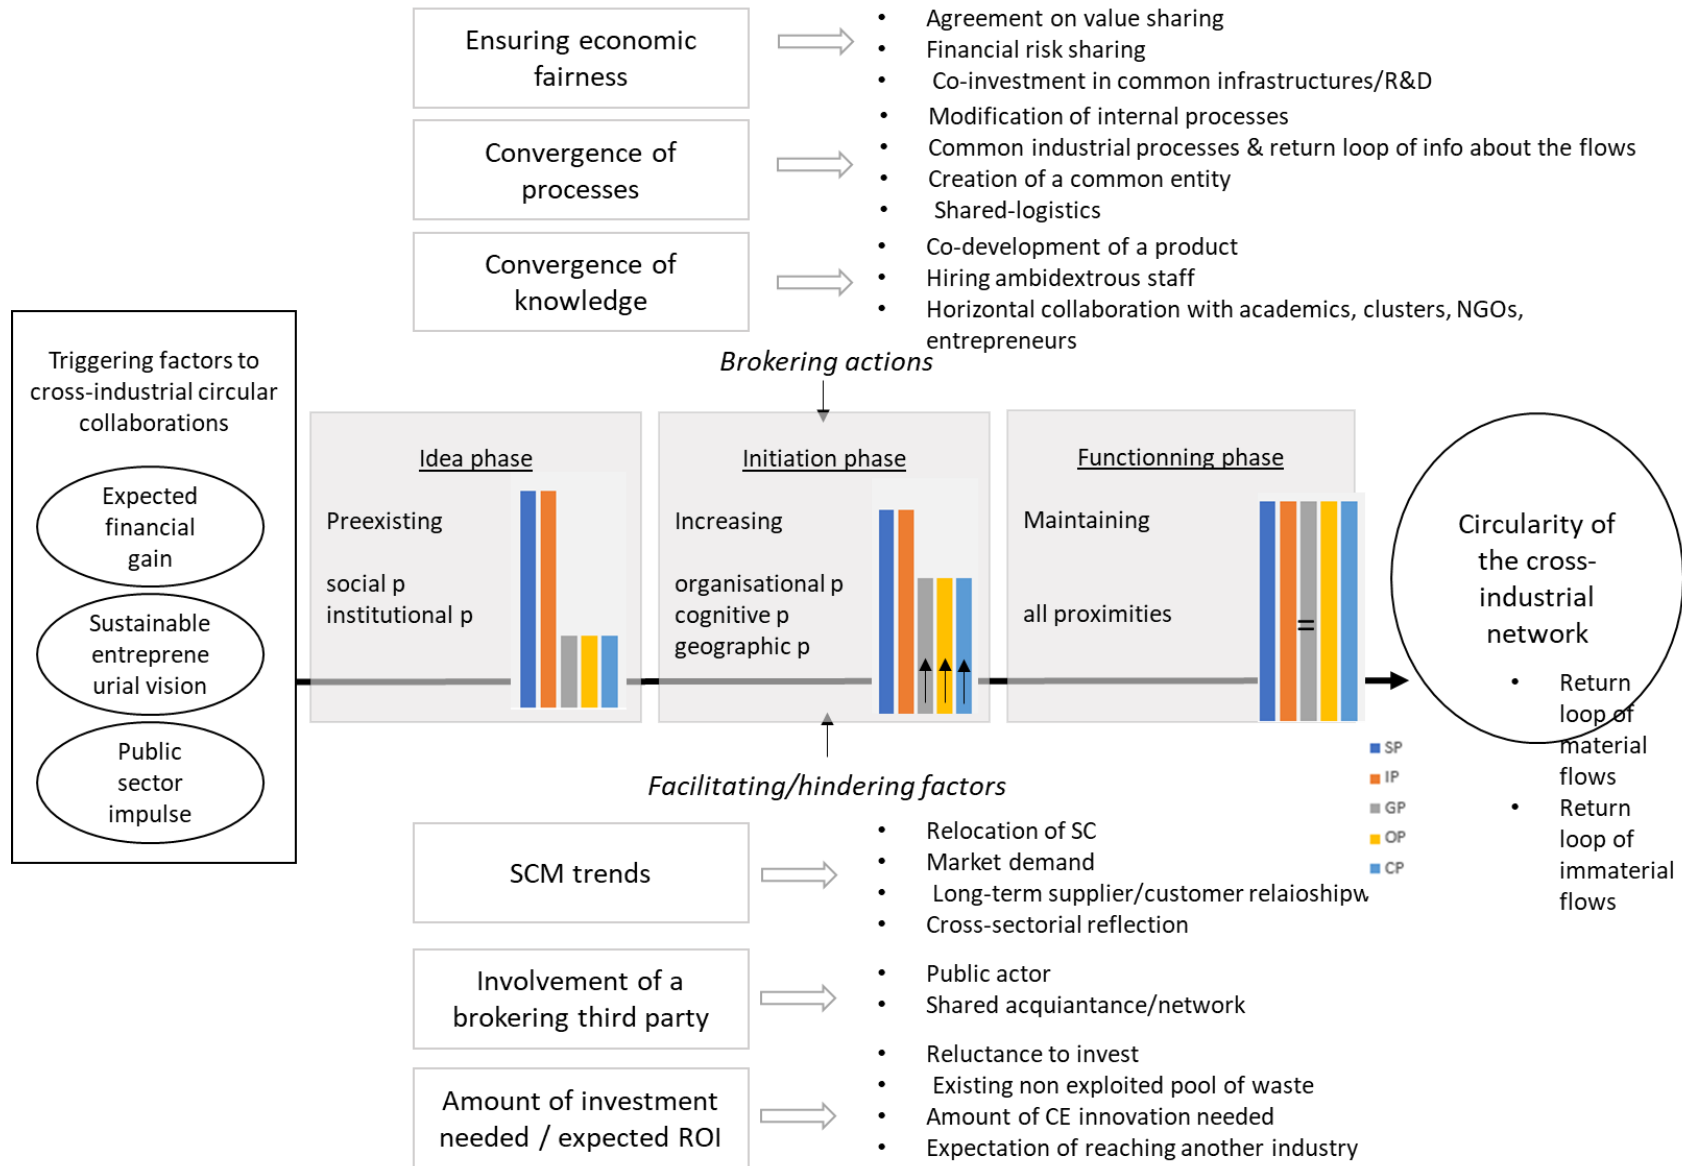 Ensuring economic
fairness
• Agreement on value sharing
• Financial risk sharing
• Co-investment in common infrastructures/R&D
Convergence of
processes
• Modification of internal processes
• Common industrial processes & return loop of info about the flows
• Creation of a common entity
• Shared-logistics
Convergence of
knowledge
• Co-development of a product
• Hiring ambidextrous staff
• Horizontal collaboration with academics, clusters, NGOs,
entrepreneurs
Brokering actions
Triggering factors to
cross-industrial circular
collaborations
Expected
financial
gain
Sustainable
entreprene
urial vision
Public
sector
impulse
Idea phase
Preexisting
social p
institutional p
Initiation phase
Increasing
organisational p
cognitive p
geographic p
Functionning phase
Maintaining
all proximities
=
Circularity of
the cross-
industrial
network
• Return
loop of
material
flows
• Return
loop of
immaterial
flows
SP
IP
GP
OP
CP
Facilitating/hindering factors
SCM trends
• Relocation of SC
• Market demand
• Long-term supplier/customer relaioshipw
• Cross-sectorial reflection
Involvement of a
brokering third party
• Public actor
• Shared acquiantance/network
Amount of investment
needed / expected ROI
• Reluctance to invest
• Existing non exploited pool of waste
• Amount of CE innovation needed
• Expectation of reaching another industry